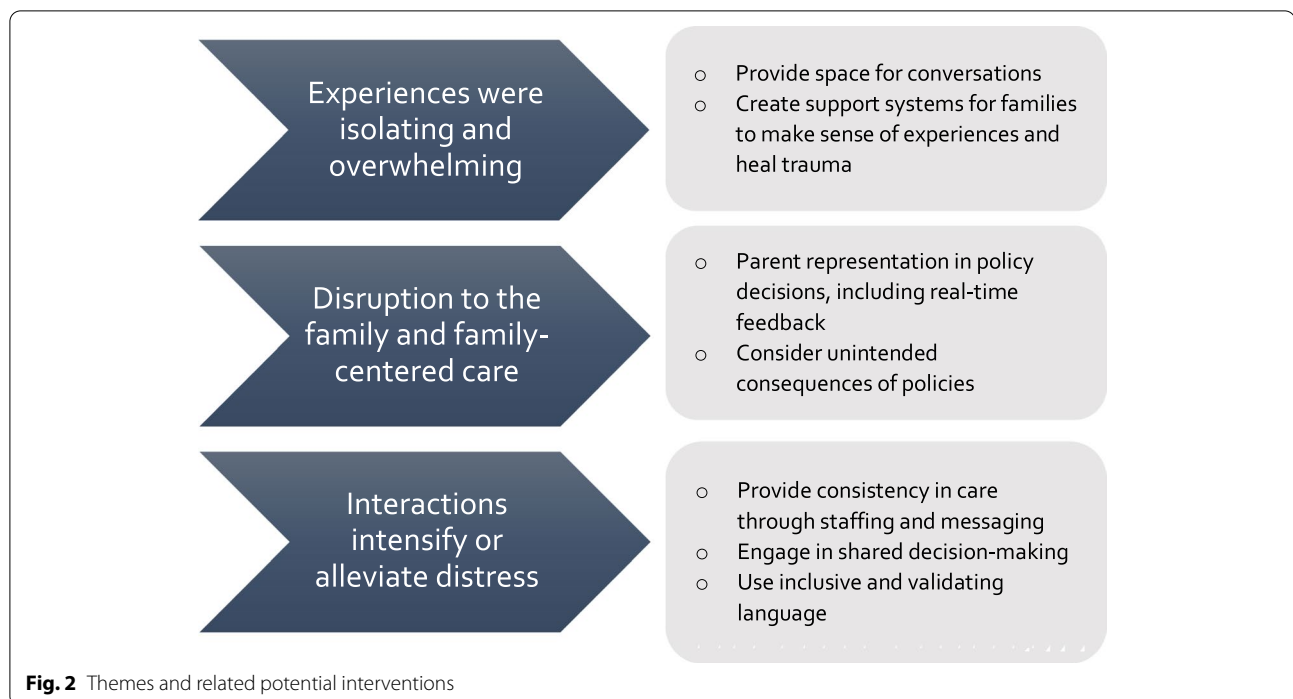 Experiences were
isolating and
overwhelming
o Provide space for conversations
o Create support systems for families
to make sense of experiences and
heal trauma
Disruption to the
family and family-
centered care
o Parent representation in policy
decisions, including real-time
feedback
o Consider unintended
consequences of policies
Interactions
intensify or
alleviate distress
o Provide consistency in care
through staffing and messaging
o Engage in shared decision-making
o Use inclusive and validating
language
Fig. 2 Themes and related potential interventions